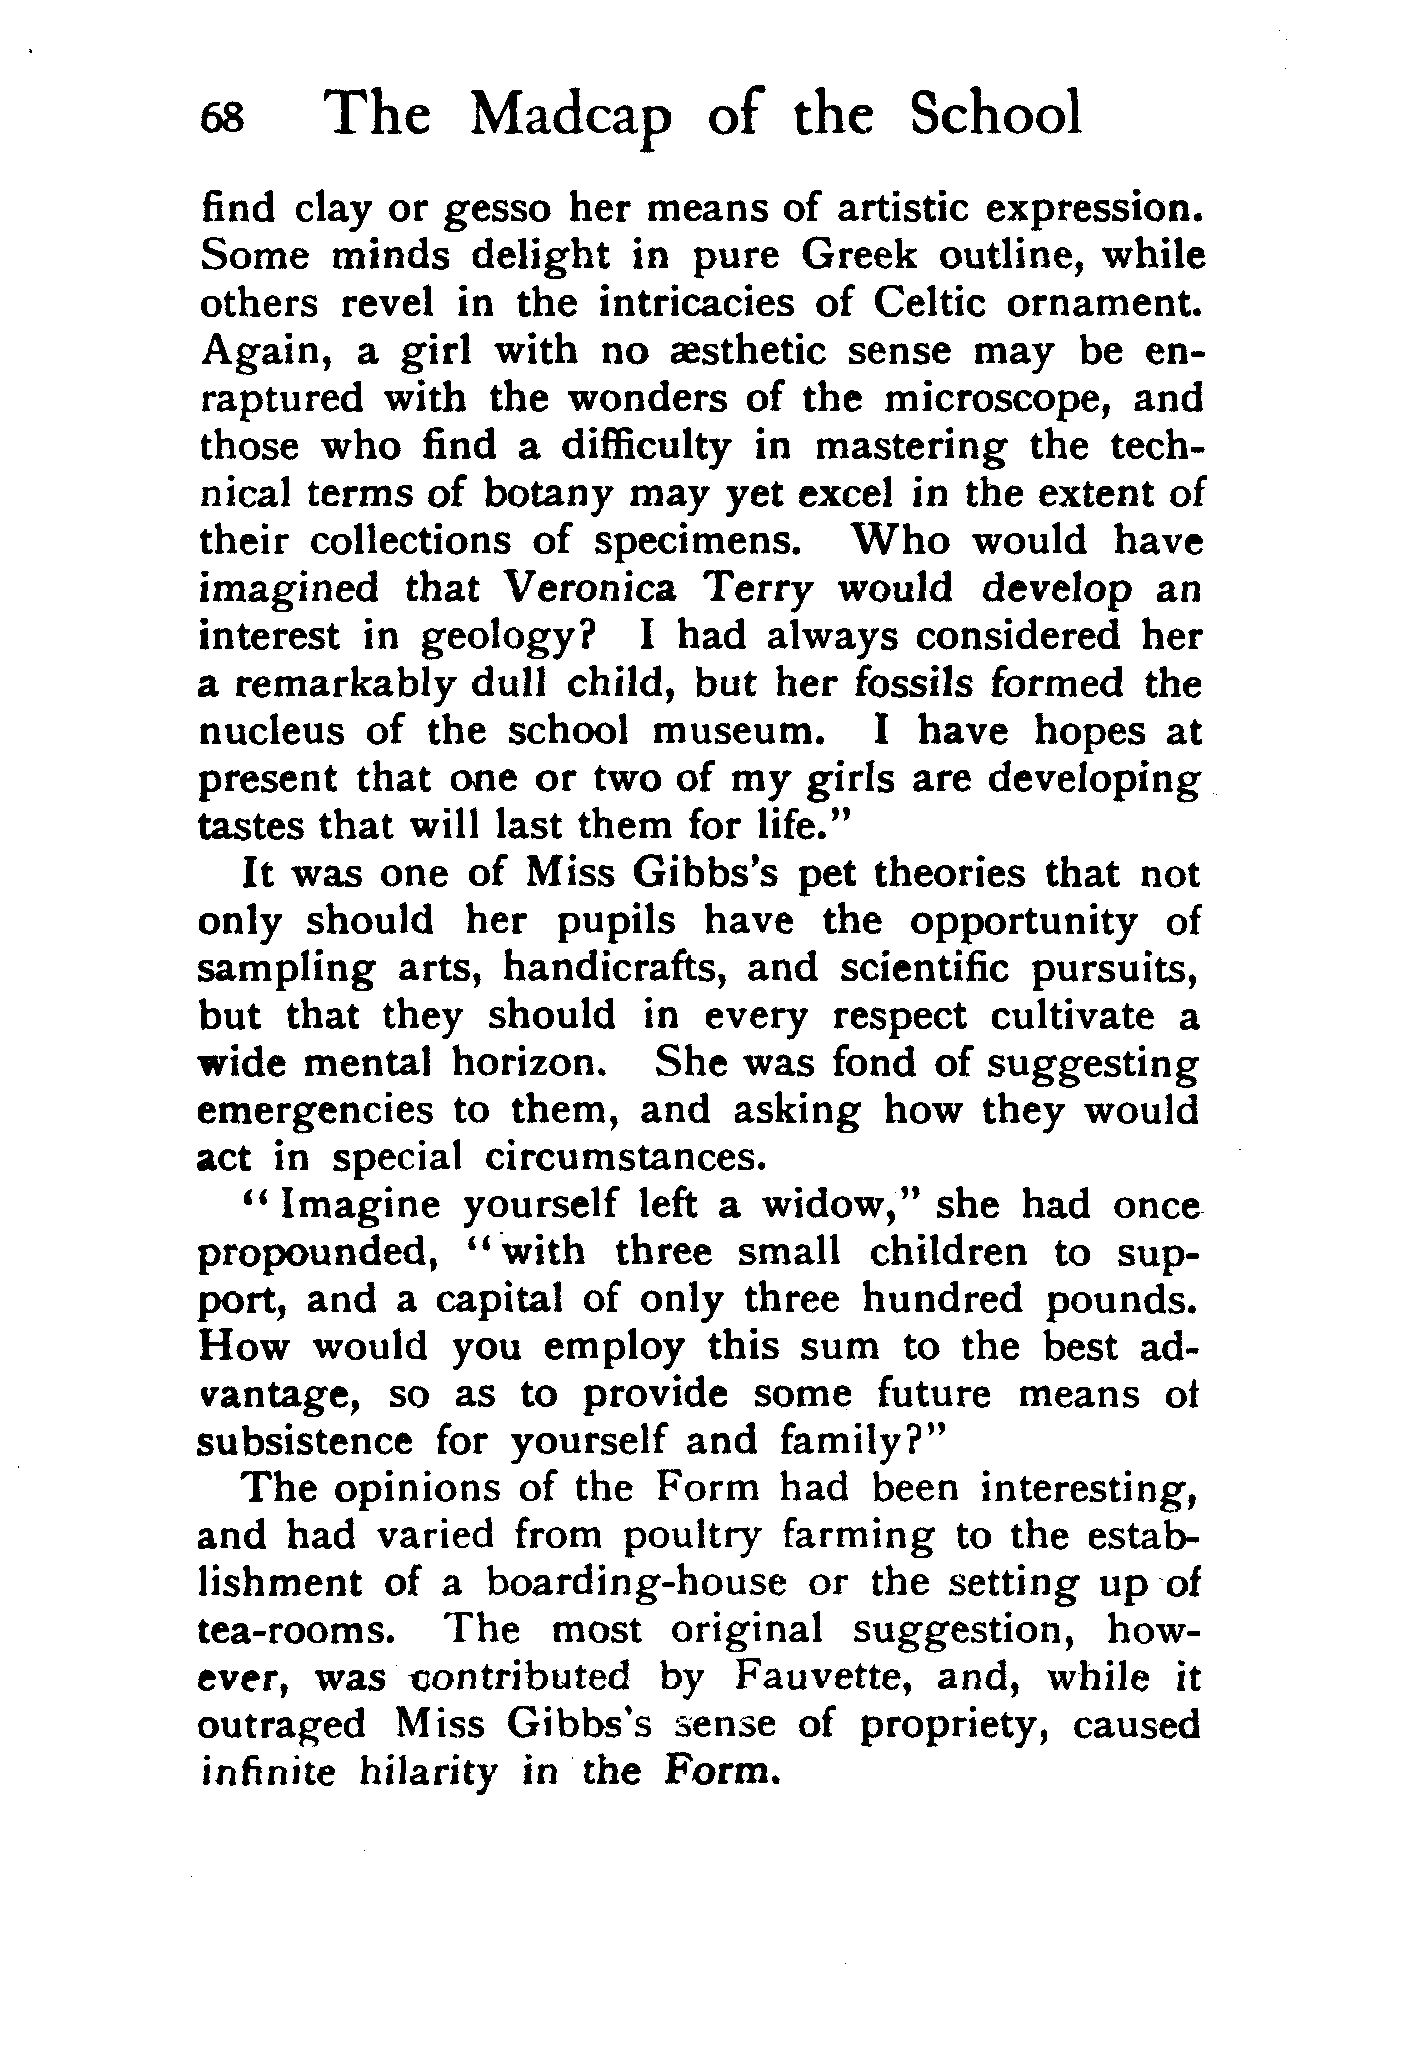 68 The Madcap of the School
find clay or gesso her means of artistic expression.
Some minds delight in pure Greek outline, while
others revel in the intricacies of Celtic ornament.
Again, a girl with no æsthetic sense may be en-
raptured with the wonders of the microscope, and
those who find a difficulty in mastering the tech-
nical terms of botany may yet excel in the extent of
their collections of specimens. Who would have
imagined that Veronica Terry would develop an
interest in geology? I had always considered her
a remarkably dull child, but her fossils formed the
nucleus of the school museum. I have hopes at
present that one or two of my girls are developing
tastes that will last them for life."
It was one of Miss Gibbs's pet theories that not
only should her pupils have the opportunity of
sampling arts, handicrafts, and scientific pursuits,
but that they should in every respect cultivate a
wide mental horizon. She was fond of suggesting
emergencies to them, and asking how they would
act in special circumstances.
"Imagine yourself left a widow," she had once
propounded, "with three small children to sup-
port, and a capital of only three hundred pounds.
How would you employ this sum to the best ad-
vantage, so as to provide some future means of
subsistence for yourself and family?"
The opinions of the Form had been interesting,
and had varied from poultry farming to the estab-
lishment of a boarding-house or the setting up of
tea-rooms. The most original suggestion, how-
ever, was contributed by Fauvette, and, while it
outraged Miss Gibbs's sense of propriety, caused
infinite hilarity in the Form.